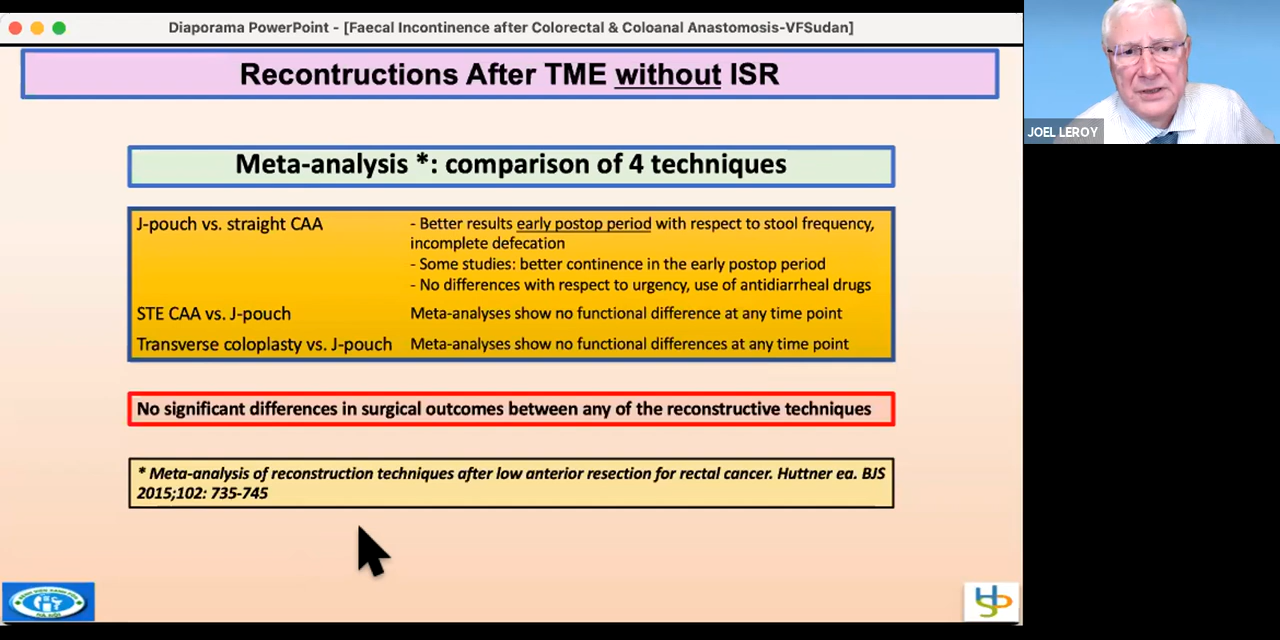 Diaporama PowerPoint - [Faecal Incontinence after Colorectal & Coloanal Anastomosis-VFSudan]
Recontructions After TME without ISR
JOEL LEROY
Meta-analysis *: comparison of 4 techniques
J-pouch vs. straight CAA
- Better results early postop period with respect to stool frequency,
incomplete defecation
- Some studies: better continence in the early postop period
- No differences with respect to urgency, use of antidiarrheal drugs
STE CAA vs. J-pouch
Meta-analyses show no functional difference at any time point
Transverse coloplasty vs. J-pouch
Meta-analyses show no functional differences at any time point
No significant differences in surgical outcomes between any of the reconstructive techniques
* Meta-analysis of reconstruction techniques after low anterior resection for rectal cancer. Huttner ea. BJS
2015;102: 735-745